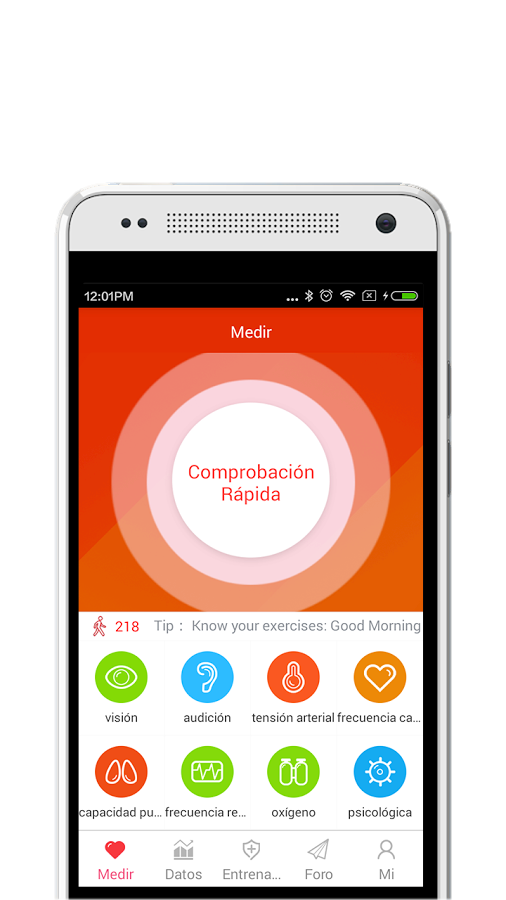 12:01PM
Medir
Comprobación
Rápida
218 Tip : Know your exercises: Good Morning
visión audición tensión arterial frecuencia ca...
capacidad pu... frecuencia re... oxígeno psicológica
Medir Datos Entrena... Foro Mi